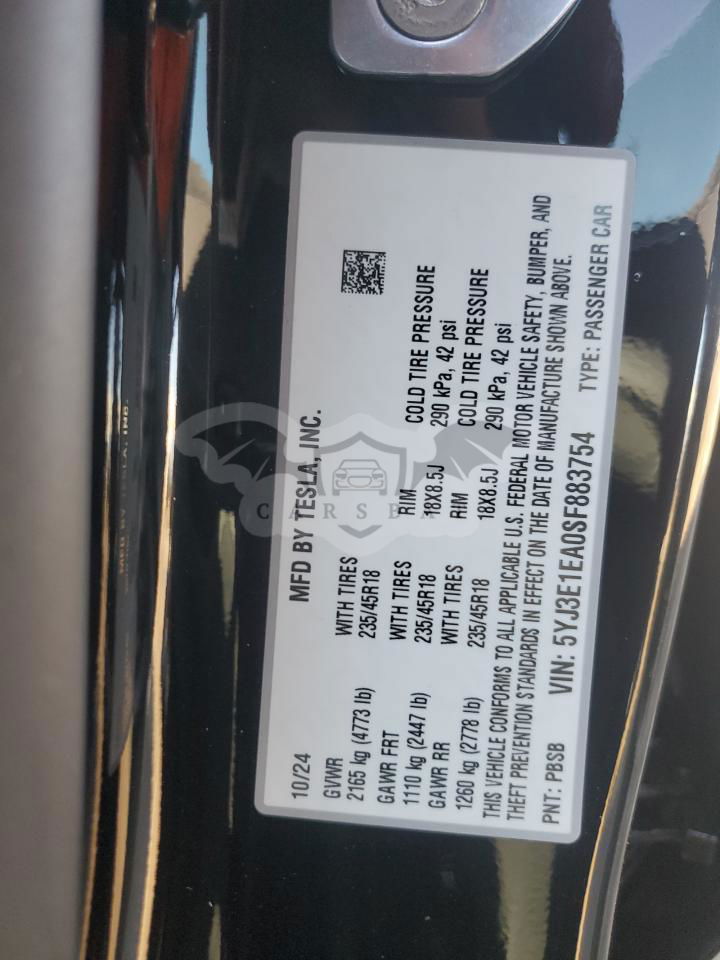 MFD BY TESLA, INC.
10/24
GVWR
2165 kg (4773 lb)
GAWR FRT WITH TIRES RIM COLD TIRE PRESSURE
1110 kg (2447 lb) 235/45R18 18X8.5J 290 kPa, 42 psi
GAWR RR WITH TIRES RIM COLD TIRE PRESSURE
1260 kg (2778 lb) 235/45R18 18X8.5J 290 kPa, 42 psi
WITH TIRES
235/45R18
THIS VEHICLE CONFORMS TO ALL APPLICABLE U.S. FEDERAL MOTOR VEHICLE SAFETY, BUMPER, AND
THEFT PREVENTION STANDARDS IN EFFECT ON THE DATE OF MANUFACTURE SHOWN ABOVE.
PNT: PBSB VIN: 5YJ3E1EA0SF883754 TYPE: PASSENGER CAR